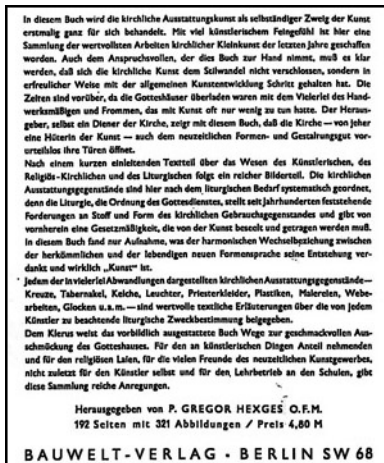 In diesem Buch wird die kirchliche Ausstattungskunst als selbständiger Zweig der Kunst
erstmalig ganz für sich behandelt. Mit viel künstlerischem Feingefühl ist hier eine
Sammlung der wertvollsten Arbeiten kirchlicher Kleinkunst der letzten Jahre geschaffen
worden. Auch dem Anspruchsvollen, der dies Buch zur Hand nimmt, muß es klar
werden, daß sich die kirchliche Kunst dem Stilwandel nicht verschlossen, sondern in
erfreulicher Weise mit der allgemeinen Kunstentwicklung Schritt gehalten hat. Die
Zeiten sind vorüber, da die Gotteshäuser überladen waren mit dem Vielerlei des Hand-
werksmäßigen und Frommen, das mit Kunst oft nur wenig zu tun hatte. Der Heraus-
geber, selbst ein Diener der Kirche, zeigt mit diesem Buch, daß die Kirche — von jeher
eine Hüterin der Kunst — auch dem neuzeitlichen Formen- und Gestaltungsgut vor-
urteilslos ihre Türen öffnet.
Nach einem kurzen einleitenden Textteil über das Wesen des Künstlerischen, des
Religiös-Kirchlichen und des Liturgischen folgt ein reicher Bilderteil. Die kirchlichen
Ausstattungsgegenstände sind hier nach dem liturgischen Bedarf systematisch geordnet,
denn die Liturgie, die Ordnung des Gottesdienstes, stellt seit Jahrhunderten feststehende
Forderungen an Stoff und Form des kirchlichen Gebrauchsgegenstandes und gibt von
vornherein eine Gesetzmäßigkeit, die von der Kunst beseelt und getragen werden muß.
In diesem Buch fand nur Aufnahme, was der harmonischen Wechselbeziehung zwischen
der herkömmlichen und der lebendigen neuen Formensprache seine Entstehung ver-
dankt und wirklich „Kunst" ist.
Jedem der in vielerlei Abwandlungen dargestellten kirchlichen Ausstattungsgegenstände—
Kreuze, Tabernakel, Kelche, Leuchter, Priesterkleider, Plastiken, Malereien, Webe-
arbeiten, Glocken u. a. m. — sind wertvolle textliche Erläuterungen über die von jedem
Künstler zu beachtende liturgische Zweckbestimmung beigegeben.
Dem Klerus weist das vorbildlich ausgestattete Buch Wege zur geschmackvollen Aus-
schmückung des Gotteshauses. Für den an künstlerischen Dingen Anteil nehmenden
und für den religiösen Laien, für die vielen Freunde des neuzeitlichen Kunstgewerbes,
nicht zuletzt für den Künstler selbst und für den Lehrbetrieb an den Schulen, gibt
diese Sammlung reiche Anregungen.
Herausgegeben von P. GREGOR HEXGES O.F.M.
192 Seiten mit 321 Abbildungen / Preis 4,80 M
BAUWELT-VERLAG · BERLIN SW 68